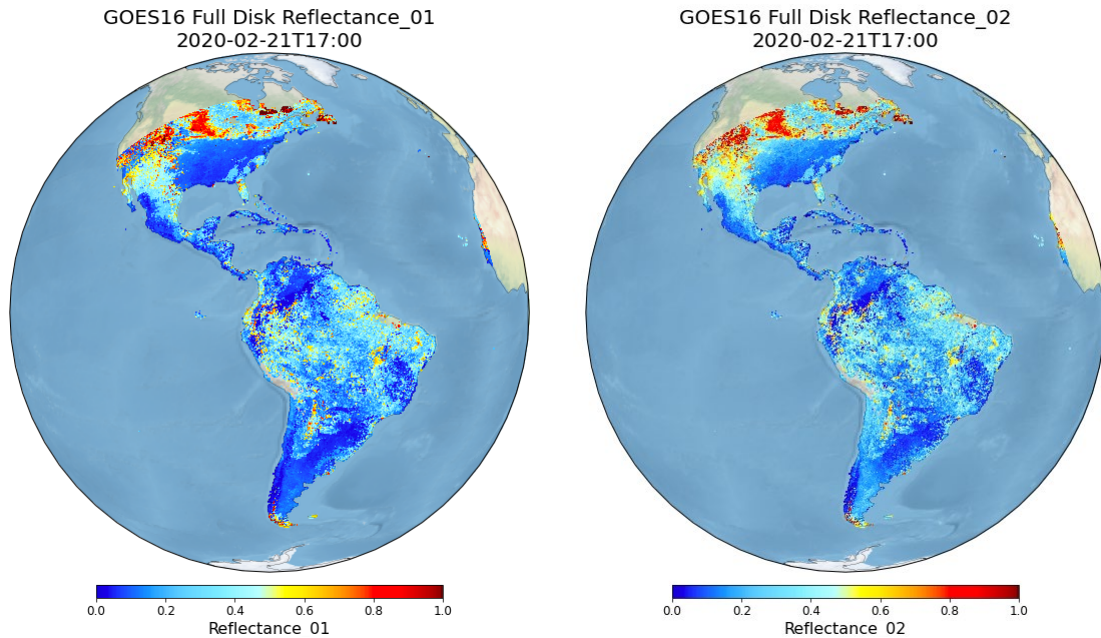 GOES16 Full Disk Reflectance_01
2020-02-21T17:00
0.0 0.2 0.4 0.6 0.8 1.0
Reflectance_01
GOES16 Full Disk Reflectance_02
2020-02-21T17:00
0.0 0.2 0.4 0.6 0.8 1.0
Reflectance_02